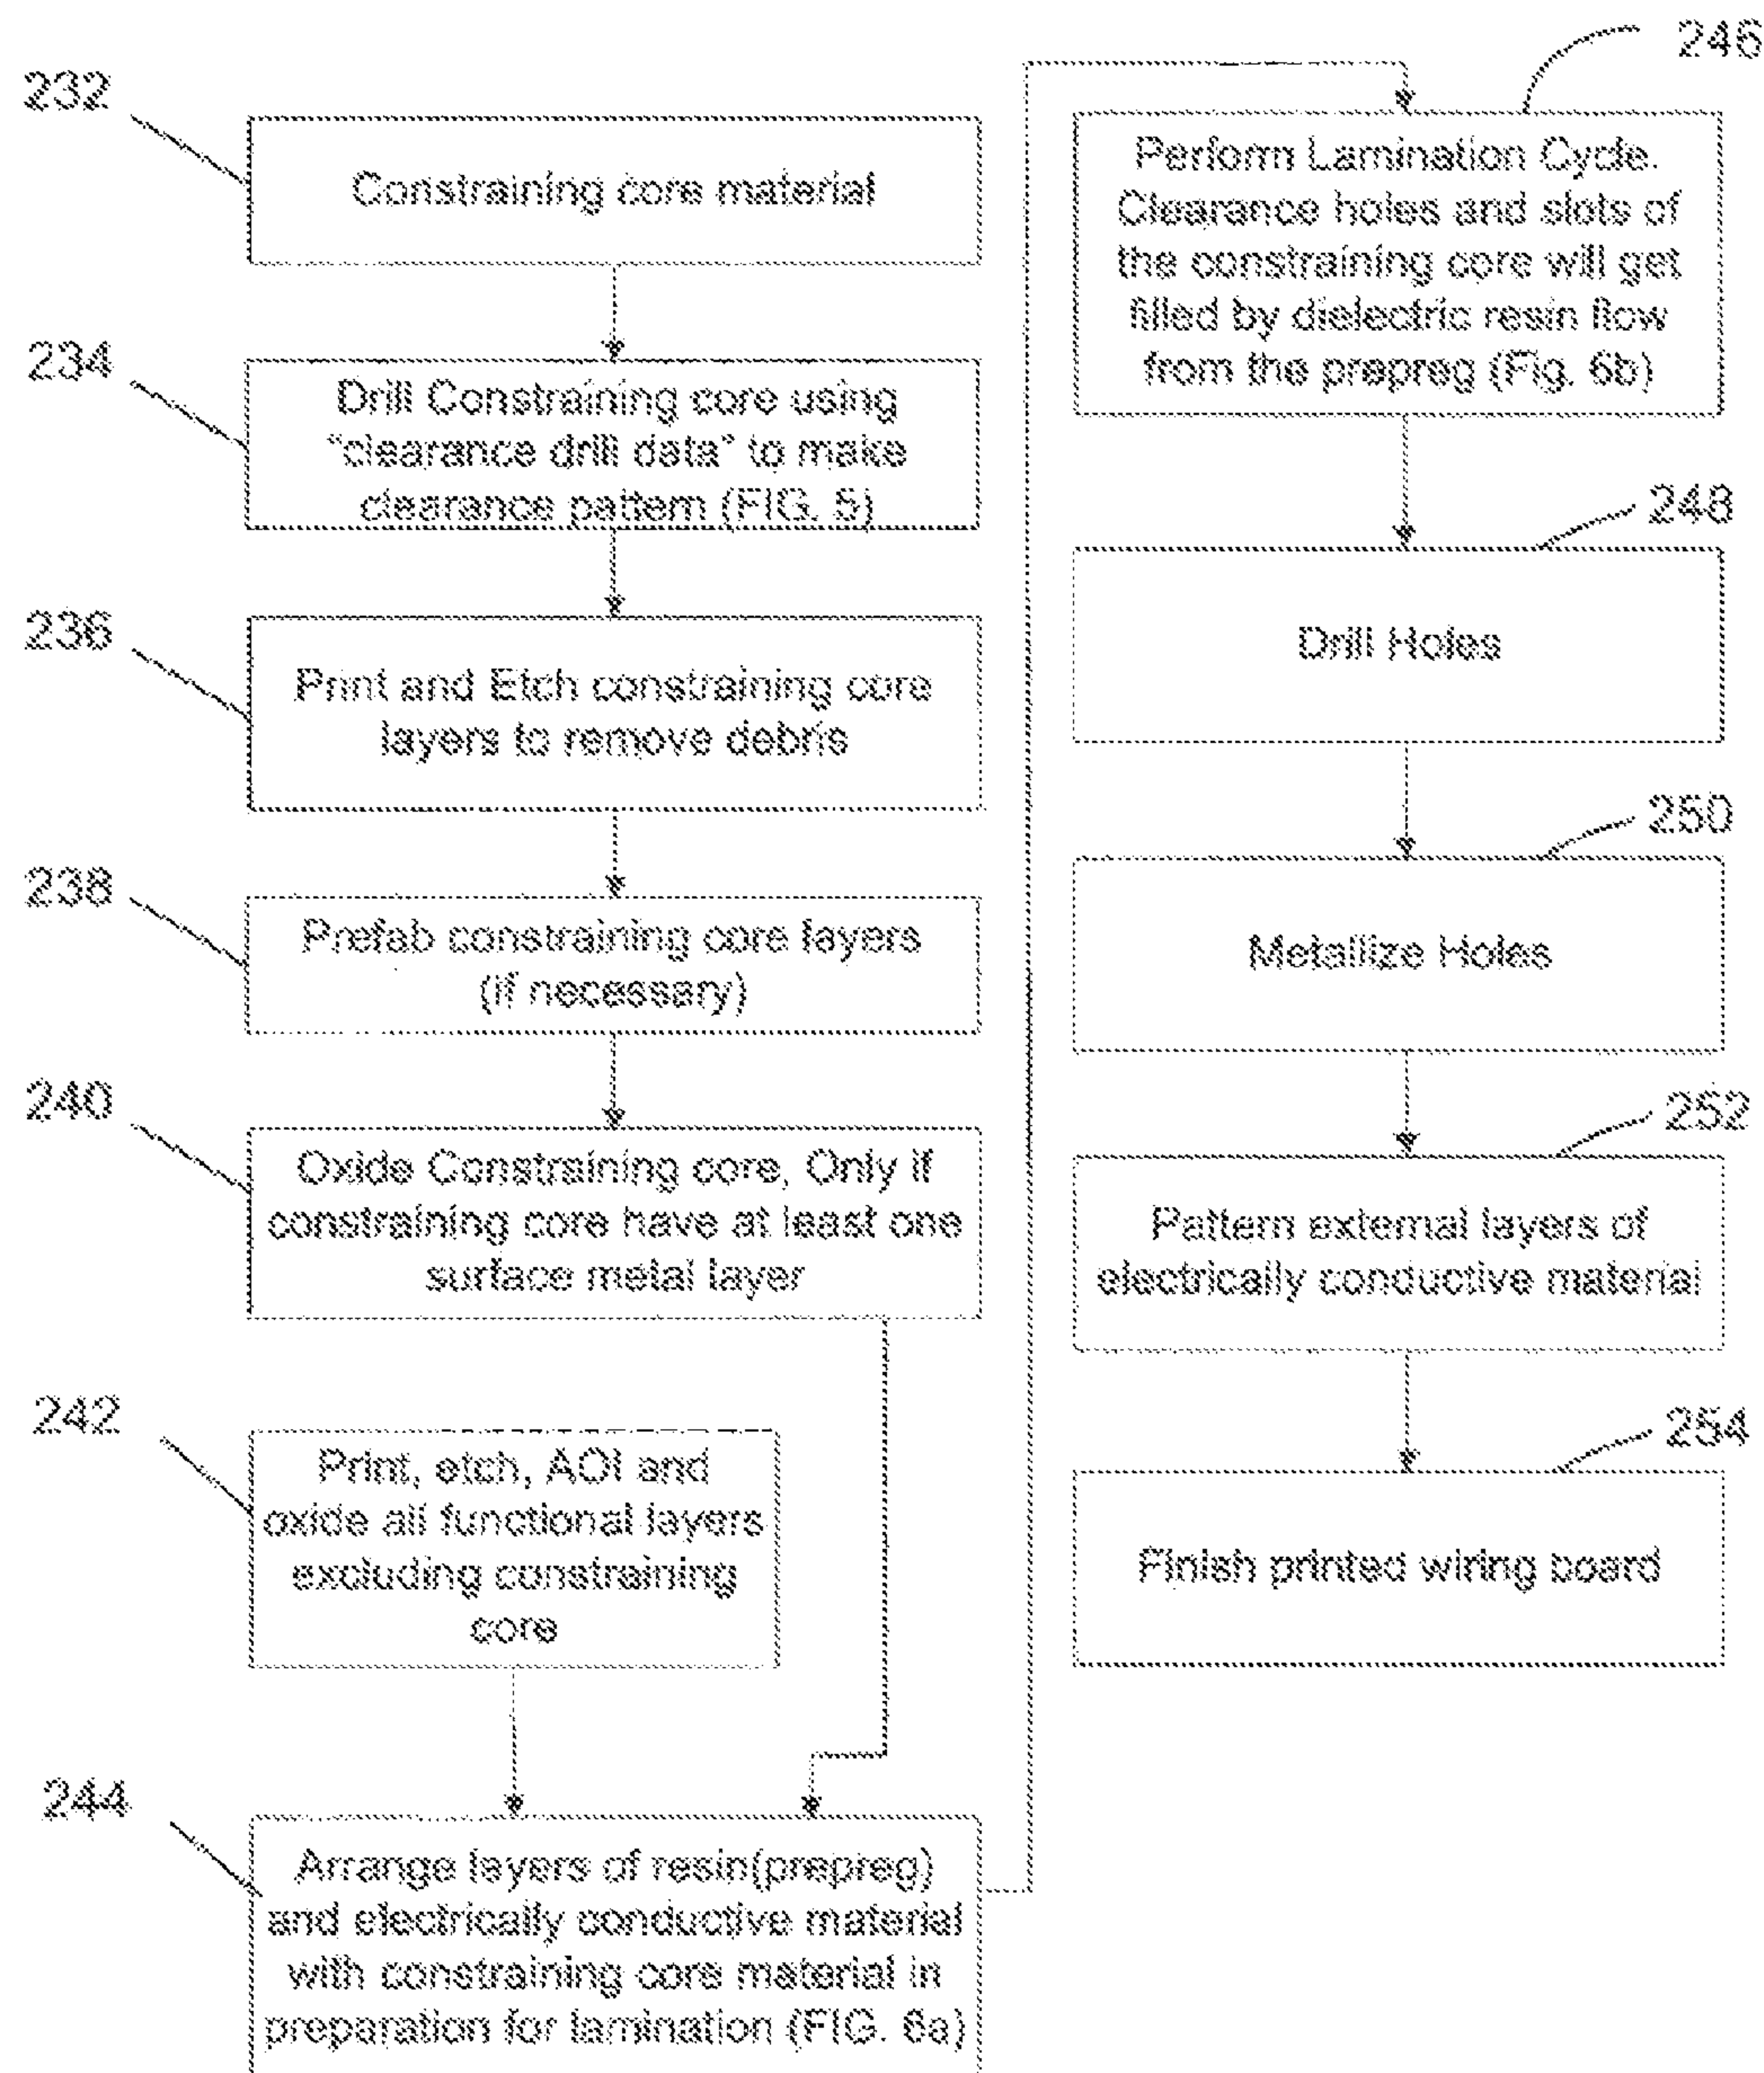 232
Constraining core material
234
Drill Constraining core using
"clearance drill data" to make
clearance pattern (FIG. 5)
236
Print and Etch constraining core
layers to remove debris
238
Prefab constraining core layers
(if necessary)
240
Oxide Constraining core, Only if
constraining core have at least one
surface metal layer
242
Print, etch, AOI and
oxide all functional layers
excluding constraining
core
244
Arrange layers of resin(prepreg)
and electrically conductive material
with constraining core material in
preparation for lamination (FIG. 6a)
246
Perform Lamination Cycle.
Clearance holes and slots of
the constraining core will get
filled by dielectric resin flow
from the prepreg (Fig. 6b)
248
Drill Holes
250
Metallize Holes
252
Pattern external layers of
electrically conductive material
254
Finish printed wiring board